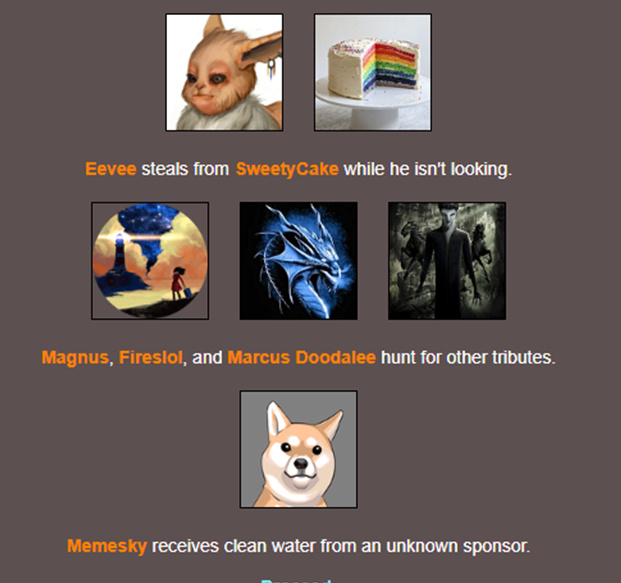 Eevee steals from SweetyCake while he isn't looking.
Magnus, Fireslol, and Marcus Doodalee hunt for other tributes.
Memesky receives clean water from an unknown sponsor.